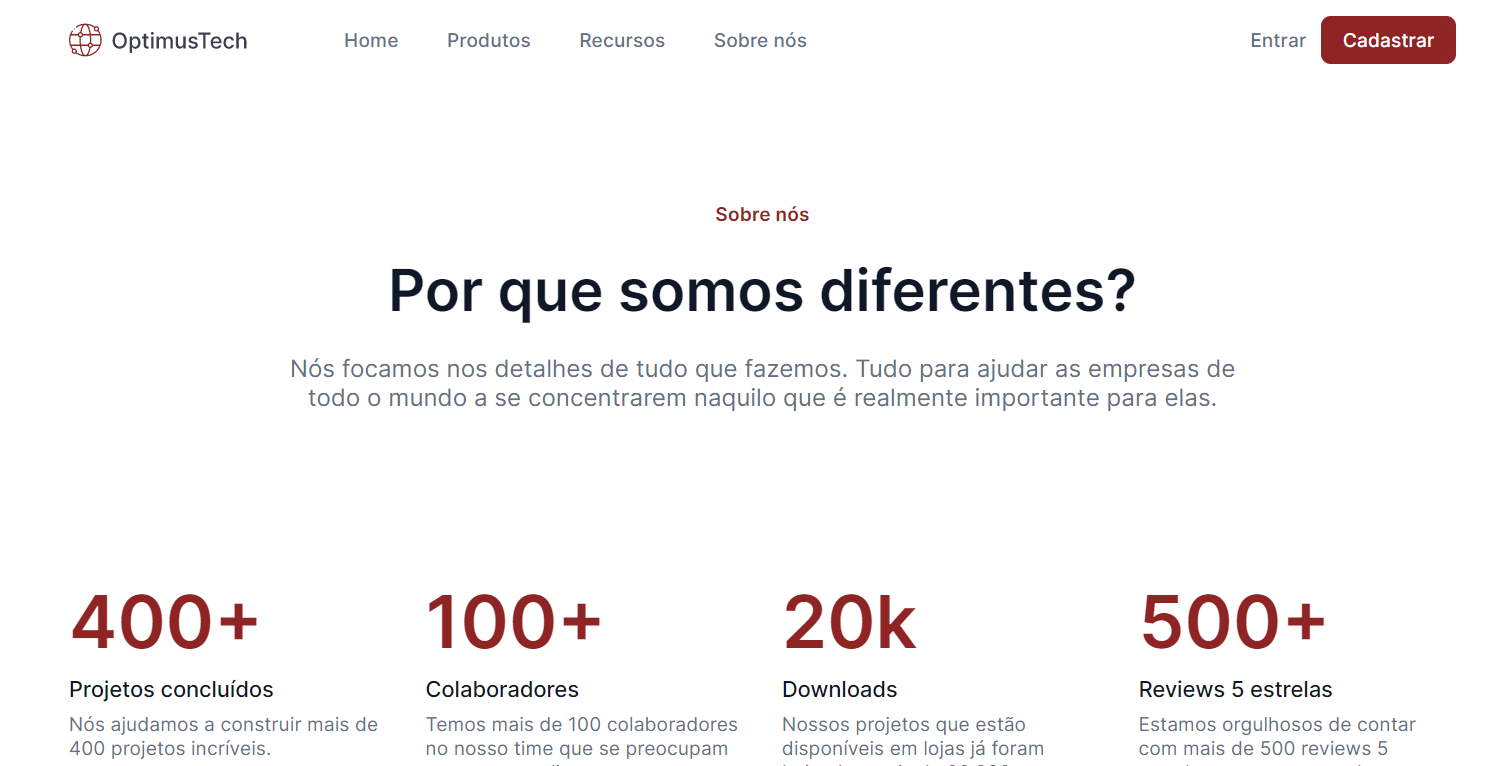 OptimusTech
Home
Produtos
Recursos
Sobre nós
Entrar
Cadastrar
Sobre nós
Por que somos diferentes?
Nós focamos nos detalhes de tudo que fazemos. Tudo para ajudar as empresas de
todo o mundo a se concentrarem naquilo que é realmente importante para elas.
400+
Projetos concluídos
Nós ajudamos a construir mais de
400 projetos incríveis.
100+
Colaboradores
Temos mais de 100 colaboradores
no nosso time que se preocupam
20k
Downloads
Nossos projetos que estão
disponíveis em lojas já foram
500+
Reviews 5 estrelas
Estamos orgulhosos de contar
com mais de 500 reviews 5